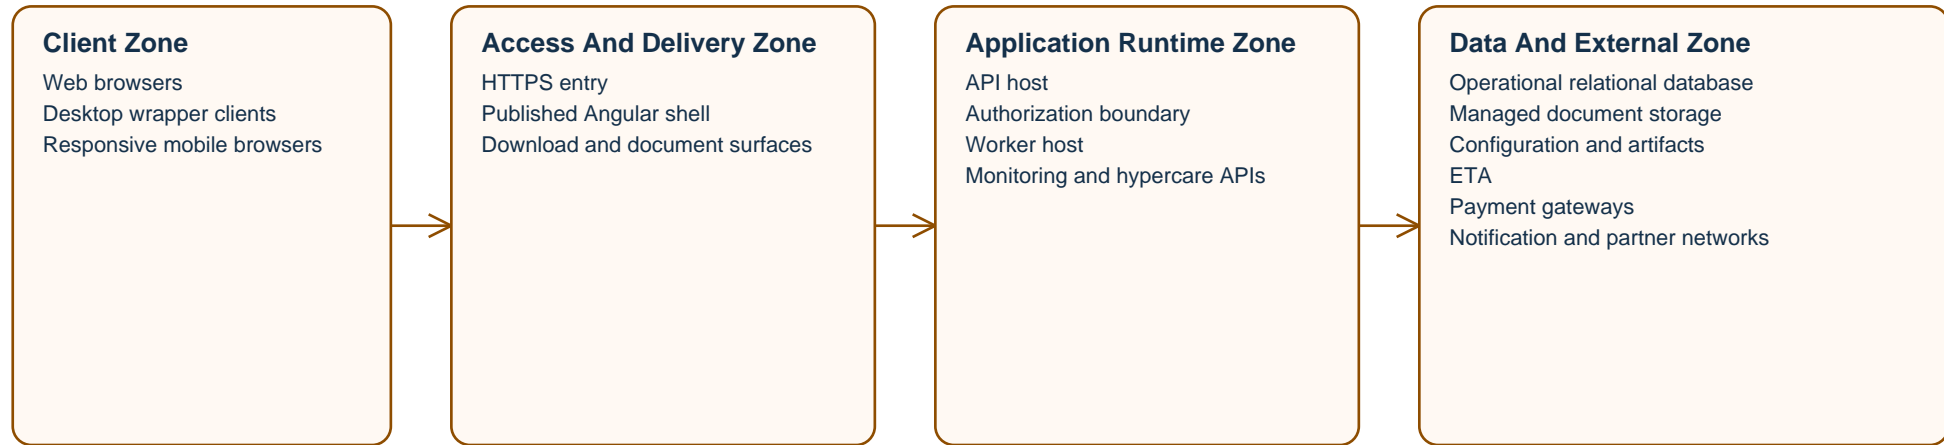 Client Zone
Web browsers
Desktop wrapper clients
Responsive mobile browsers
Access And Delivery Zone
HTTPS entry
Published Angular shell
Download and document surfaces
Application Runtime Zone
API host
Authorization boundary
Worker host
Monitoring and hypercare APIs
Data And External Zone
Operational relational database
Managed document storage
Configuration and artifacts
ETA
Payment gateways
Notification and partner networks